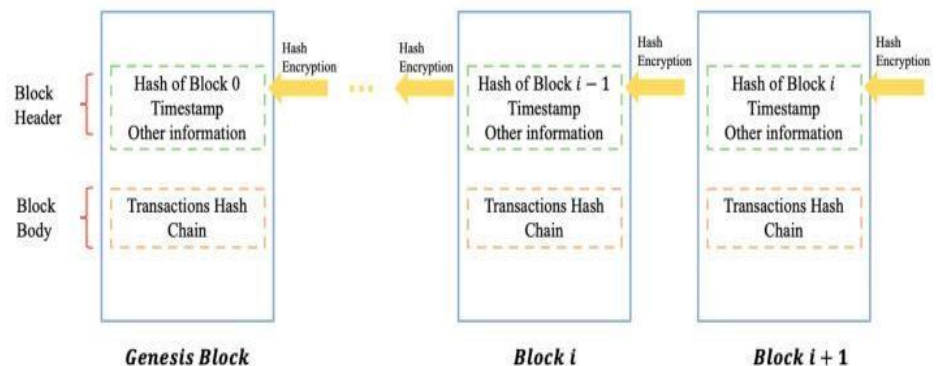 Hash
Encryption
Hash
Encryption
Hash
Encryption
Hash
Encryption
Block
Header
Hash of Block 0
Timestamp
Other information
Hash of Block i − 1
Timestamp
Other information
Hash of Block i
Timestamp
Other information
Block
Body
Transactions Hash
Chain
Transactions Hash
Chain
Transactions Hash
Chain
Genesis Block
Block i
Block i + 1